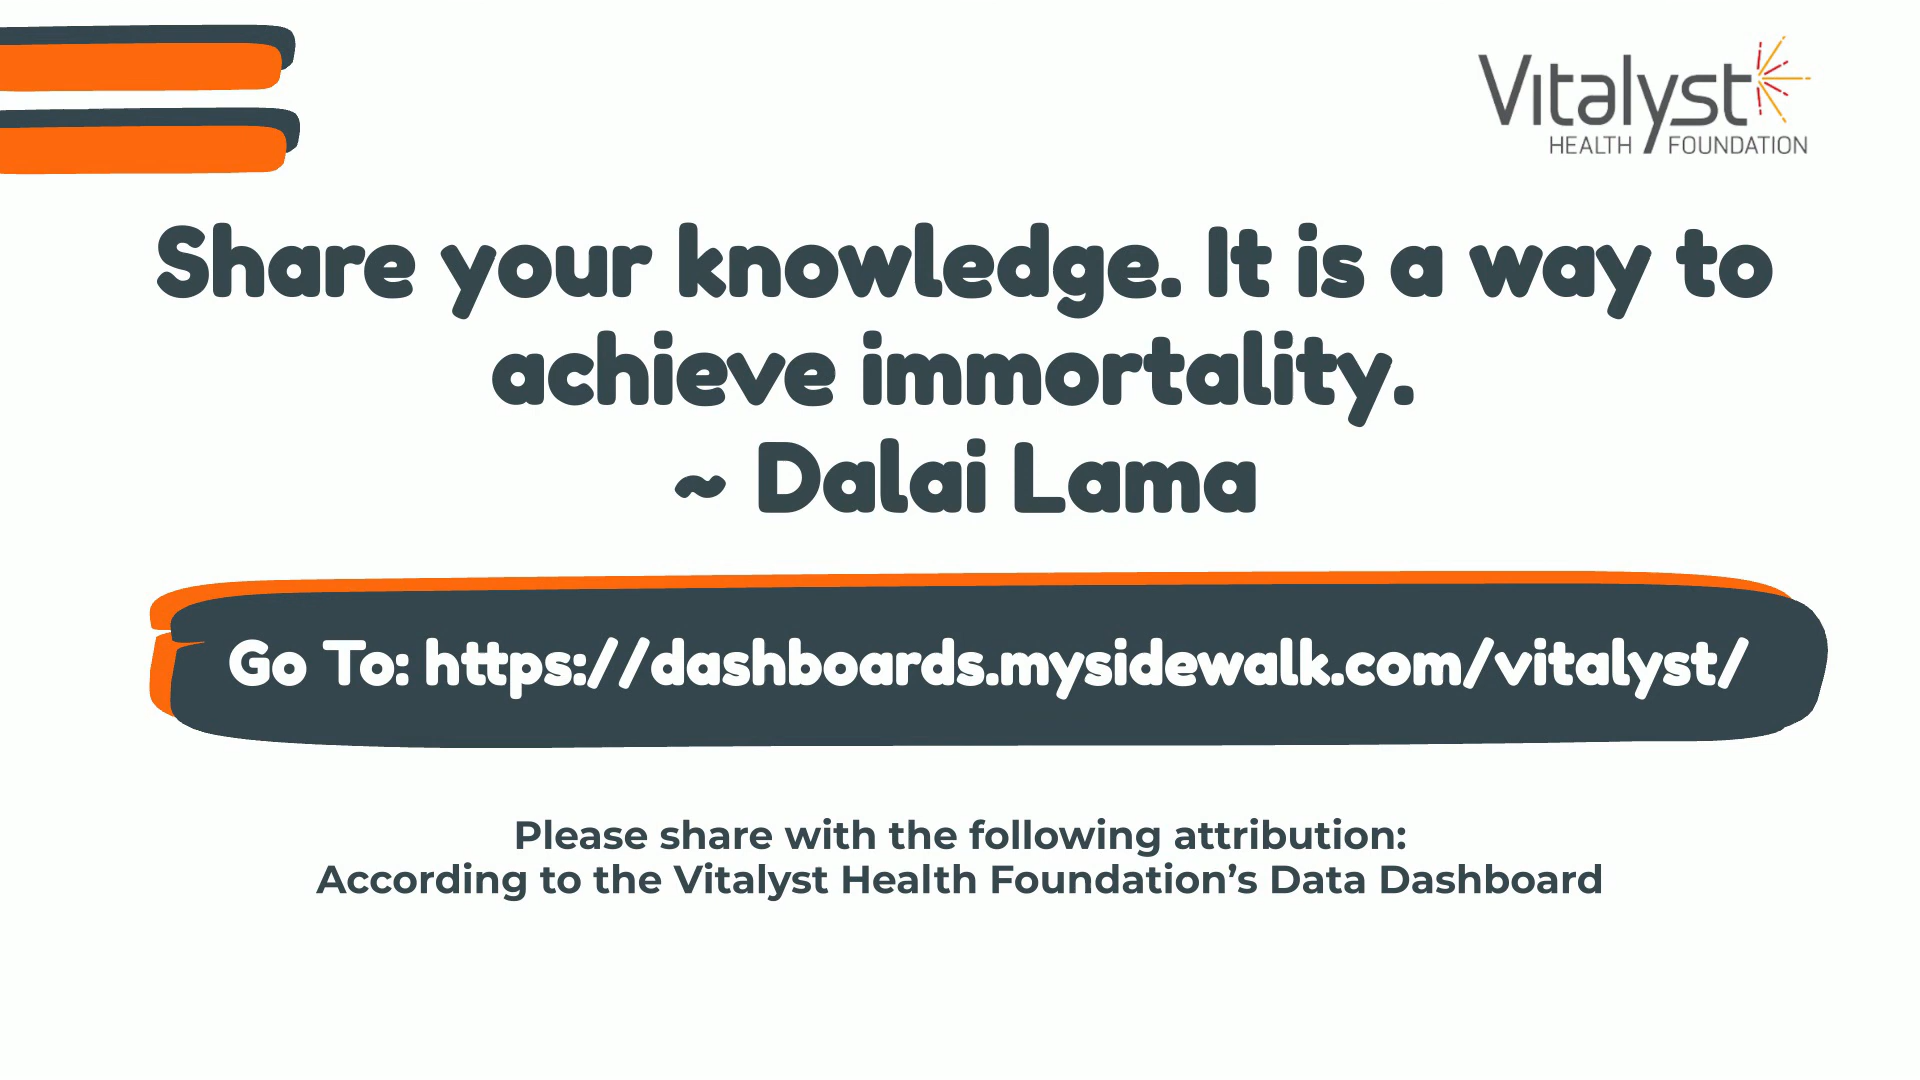 Vitalyst
HEALTH FOUNDATION
Share your knowledge. It is a way to
achieve immortality.
~ Dalai Lama
Go To: https://dashboards.mysidewalk.com/vitalyst/
Please share with the following attribution:
According to the Vitalyst Health Foundation’s Data Dashboard